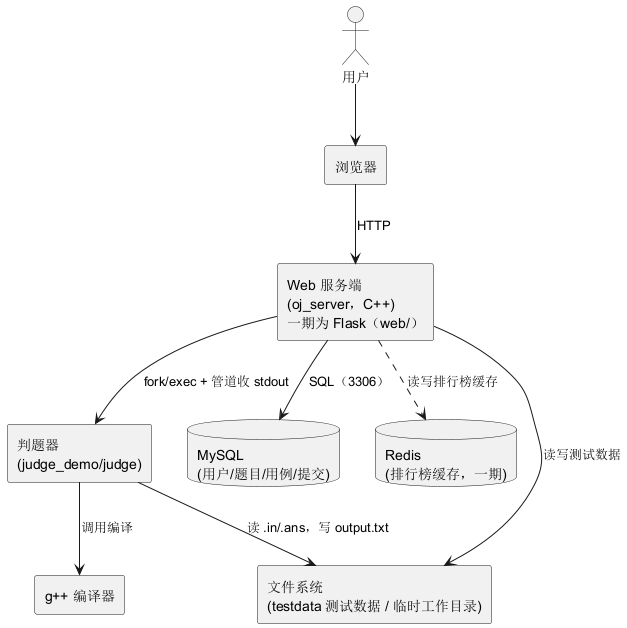 用户
浏览器
HTTP
Web 服务端
(oj_server，C++)
一期为 Flask（web/）
fork/exec + 管道收 stdout
SQL（3306）
读写排行榜缓存
判题器
(judge_demo/judge)
MySQL
(用户/题目/用例/提交)
Redis
(排行榜缓存，一期)
读写测试数据
调用编译
读 .in/.ans，写 output.txt
g++ 编译器
文件系统
(testdata 测试数据 / 临时工作目录)